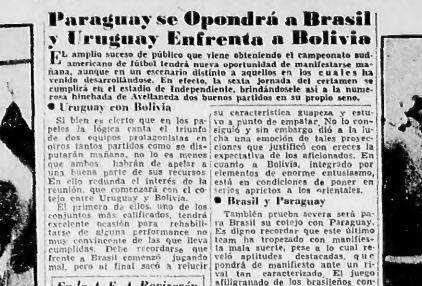 Paraguay se Opondrá a Brasil
y Uruguay Enfrenta a Bolivia
EL amplio suceso de público que viene obteniendo el campeonato sud-
americano de fútbol tendrá nueva oportunidad de manifestarse ma-
ñana, aunque en un escenario distinto a aquellos en los cuales ha
venido desarrollándose. En efecto, la sexta jornada del certamen se
cumplirá en el estadio de Independiente, brindándosele así a la nume-
rosa hinchada de Avellaneda dos buenos partidos en su propio seno.
● Uruguay con Bolivia
Si bien es cierto que en los pa-
peles la lógica canta el triunfo
de dos equipos protagonistas en
otros tantos partidos como se dis-
putarán mañana, no lo es menos
que ambos habrán de apelar a
una buena parte de sus recursos.
En ello redunda el interés de la
reunión, que comenzará con el co-
tejo entre Uruguay y Bolivia.
El primero de ellos, uno de los
conjuntos más calificados, tendrá
excelente ocasión para rehabili-
tarse de alguna performance no
muy convincente de las que lleva
cumplidas. Debe recordarse que
frente a Brasil comenzó jugando
mal, pero al final sacó a relucir
su característica guapeza y estu-
vo a punto de empatar. No lo con-
siguió y sin embargo dió a la lu-
cha una emoción de tales proyec-
ciones que justificó con creces la
expectativa de los aficionados. En
cuanto a Bolivia, integrado por
elementos de enorme entusiasmo,
está en condiciones de poner en
serios aprietos a los orientales.
● Brasil y Paraguay
También prueba severa será pa-
ra Brasil su cotejo con Paraguay.
Es digno recordar que este último
team ha tropezado con manifies-
ta mala suerte, pese a lo cual re-
veló aptitudes destacadas, que
pondrá de manifiesto ante un ri-
val tan caracterizado. El juego
afiligranado de los brasileños con-
En la A. F. A.